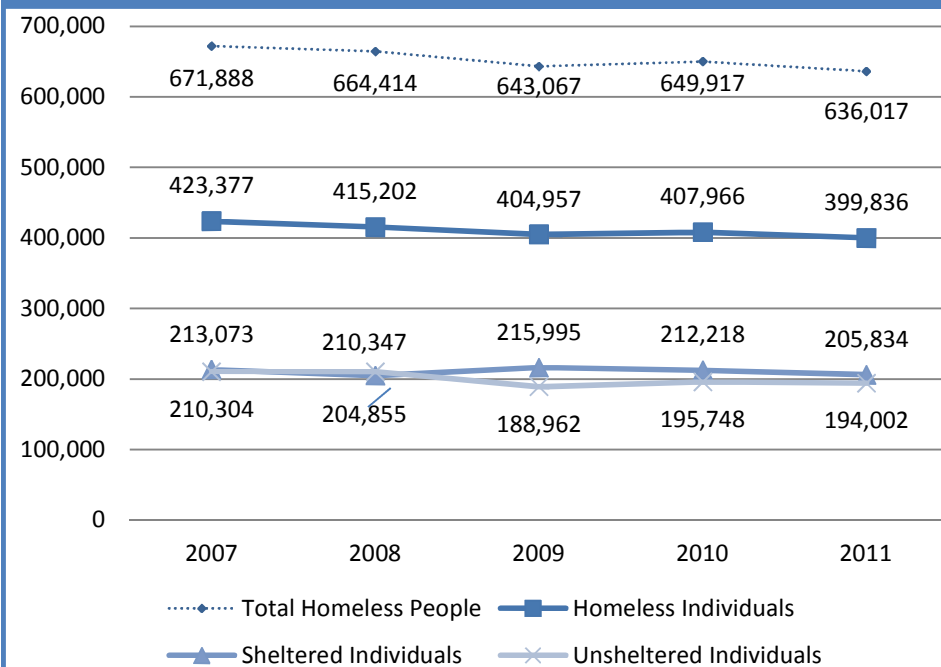 700,000
671,888 664,414 643,067 649,917 636,017
600,000
500,000
423,377 415,202 404,957 407,966 399,836
400,000
300,000
213,073 210,347 215,995 212,218 205,834
200,000
210,304 204,855 188,962 195,748 194,002
100,000
0
2007 2008 2009 2010 2011
Total Homeless People Homeless Individuals
Sheltered Individuals Unsheltered Individuals